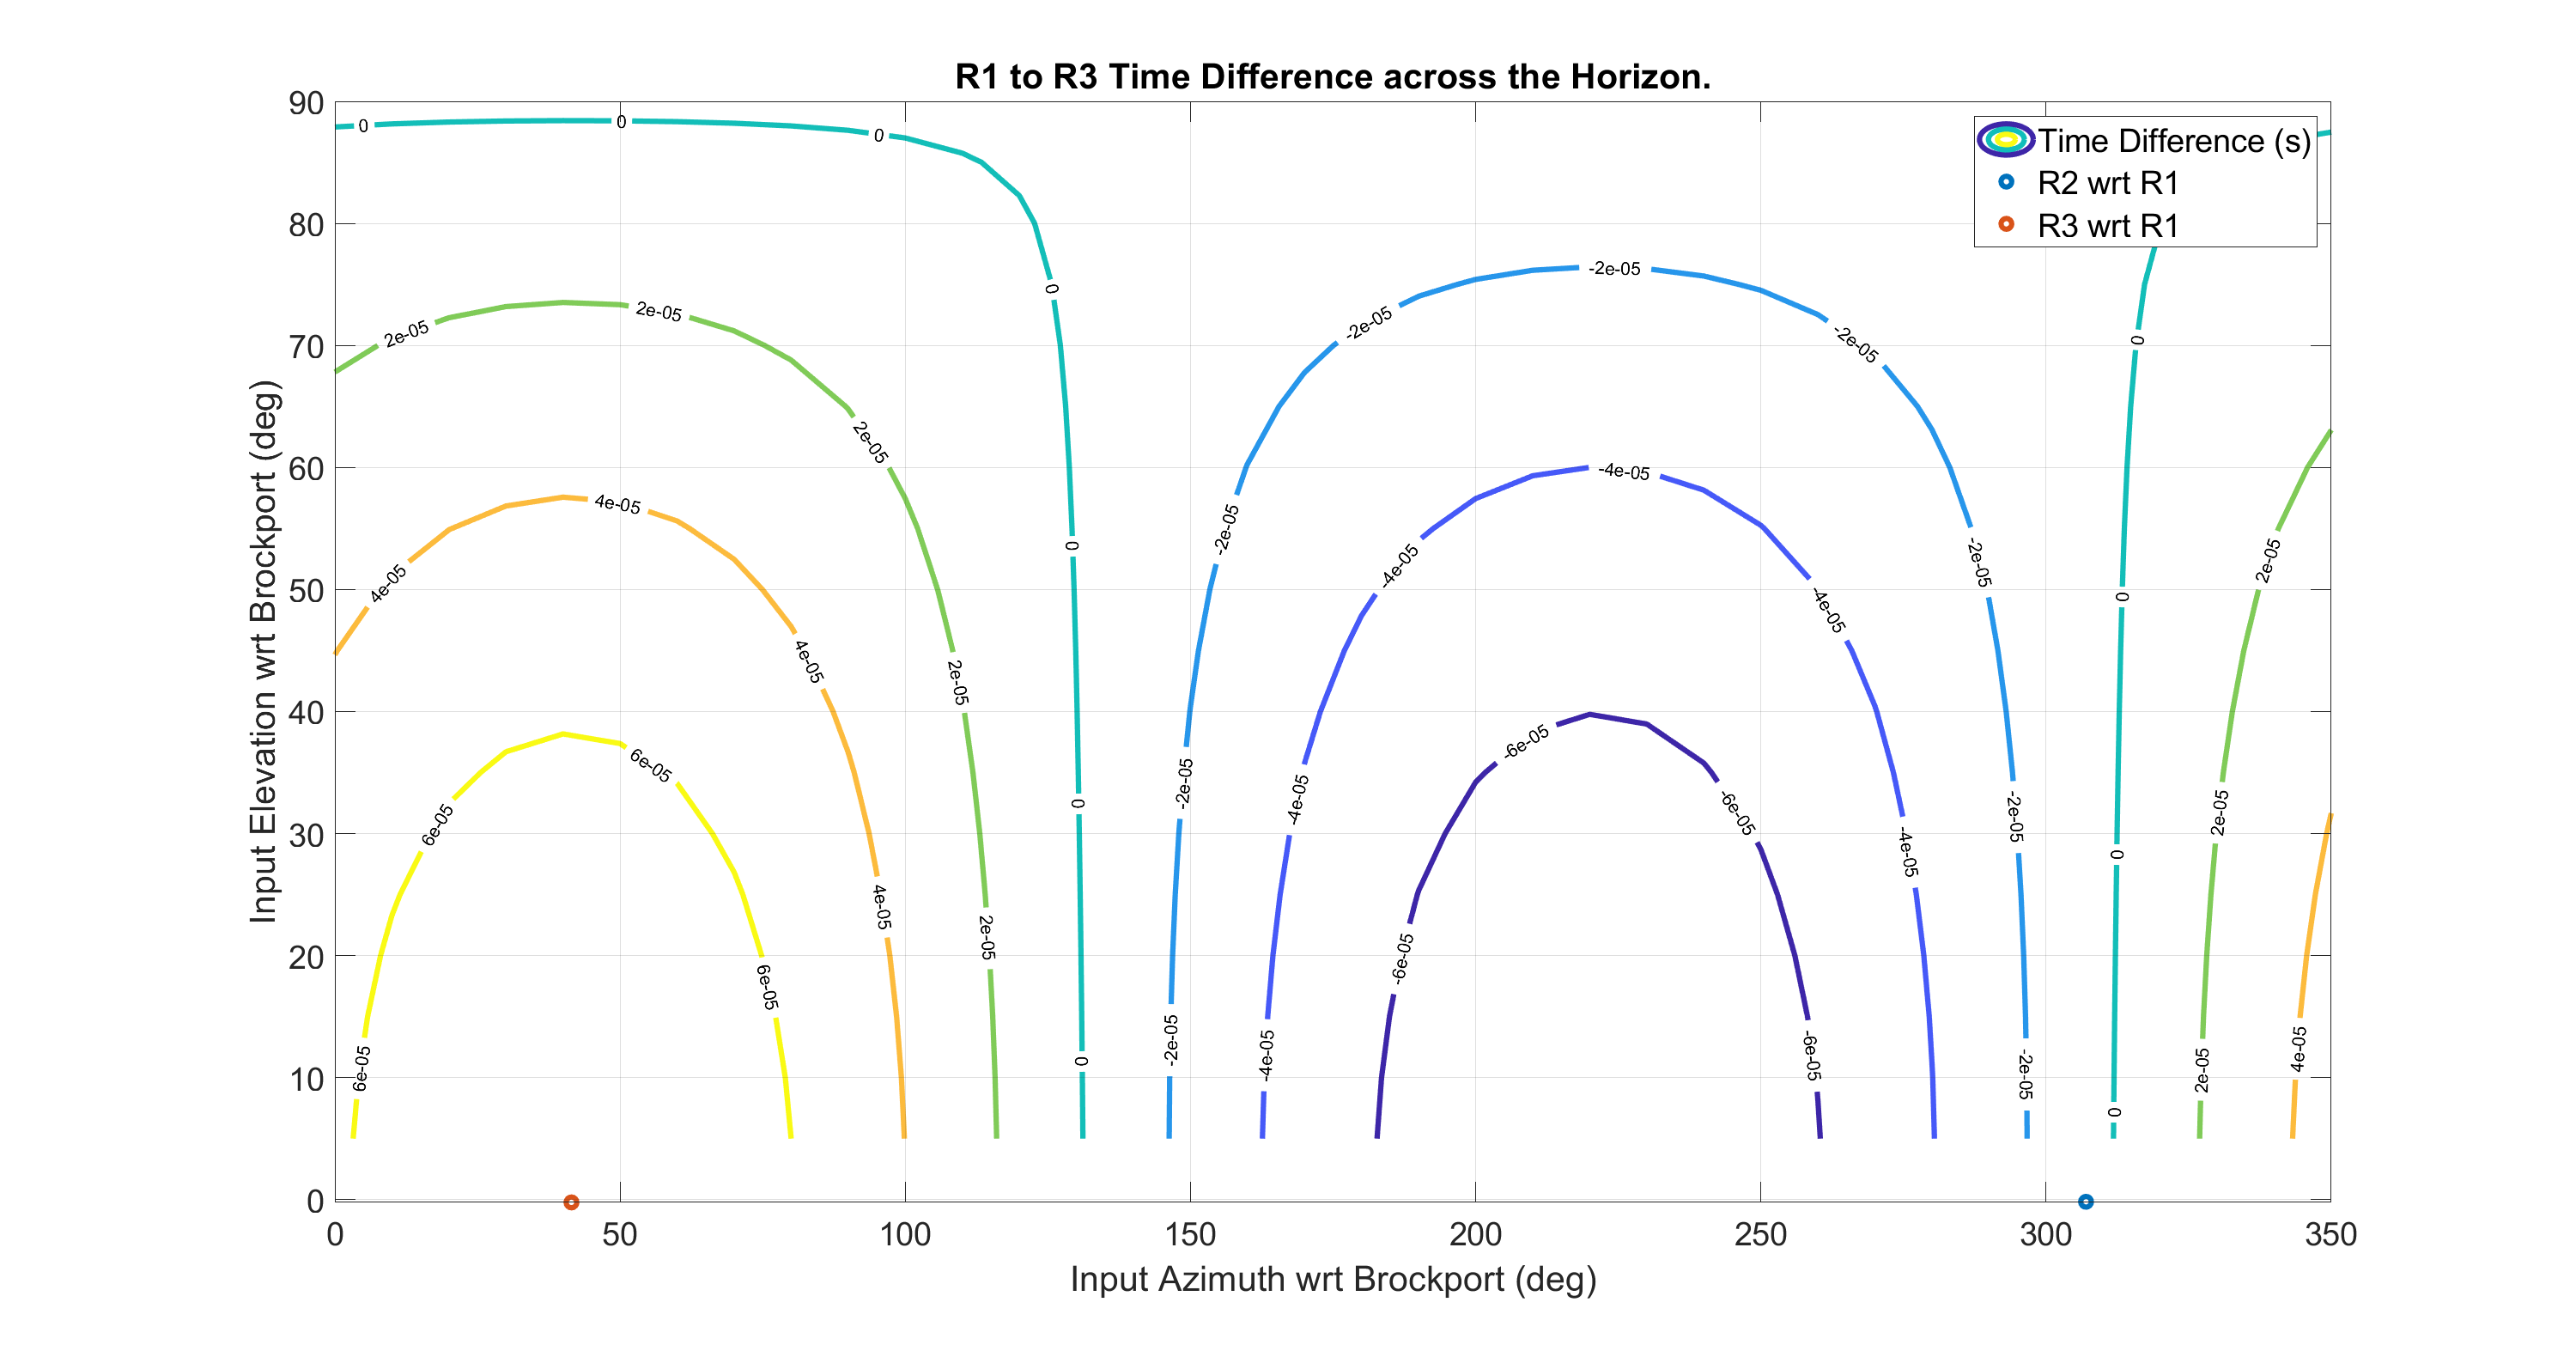 R1 to R3 Time Difference across the Horizon.
Time Difference (s)
R2 wrt R1
R3 wrt R1
Input Elevation wrt Brockport (deg)
90
80
70
60
50
40
30
20
10
0
0 0 0 0 0 0 0 0 0 0 0 0
2e-05 2e-05 2e-05 2e-05 2e-05 2e-05 2e-05 2e-05
4e-05 4e-05 4e-05 4e-05 4e-05
6e-05 6e-05 6e-05 6e-05
-2e-05 -2e-05 -2e-05 -2e-05 -2e-05 -2e-05 -2e-05 -2e-05 -2e-05
-4e-05 -4e-05 -4e-05 -4e-05 -4e-05 -4e-05
-6e-05 -6e-05 -6e-05 -6e-05
0 50 100 150 200 250 300 350
Input Azimuth wrt Brockport (deg)